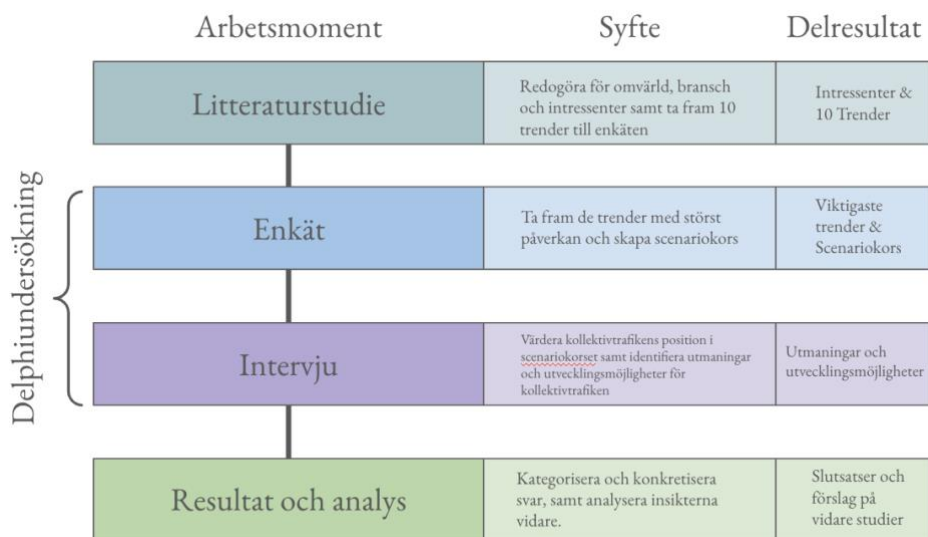 Arbetsmoment
Syfte
Delresultat
Litteraturstudie
Redogöra för omvärld, bransch
och intressenter samt ta fram 10
trender till enkäten
Intressenter &
10 Trender
Delphiundersökning
Enkät
Ta fram de trender med störst
påverkan och skapa scenariokors
Viktigaste
trender &
Scenariokors
Intervju
Värdera kollektivtrafikens position i
scenariokorset samt identifiera utmaningar
och utvecklingsmöjligheter för
kollektivtrafiken
Utmaningar och
utvecklingsmöjligheter
Resultat och analys
Kategorisera och konkretisera
svar, samt analysera insikterna
vidare.
Slutsatser och
förslag på
vidare studier